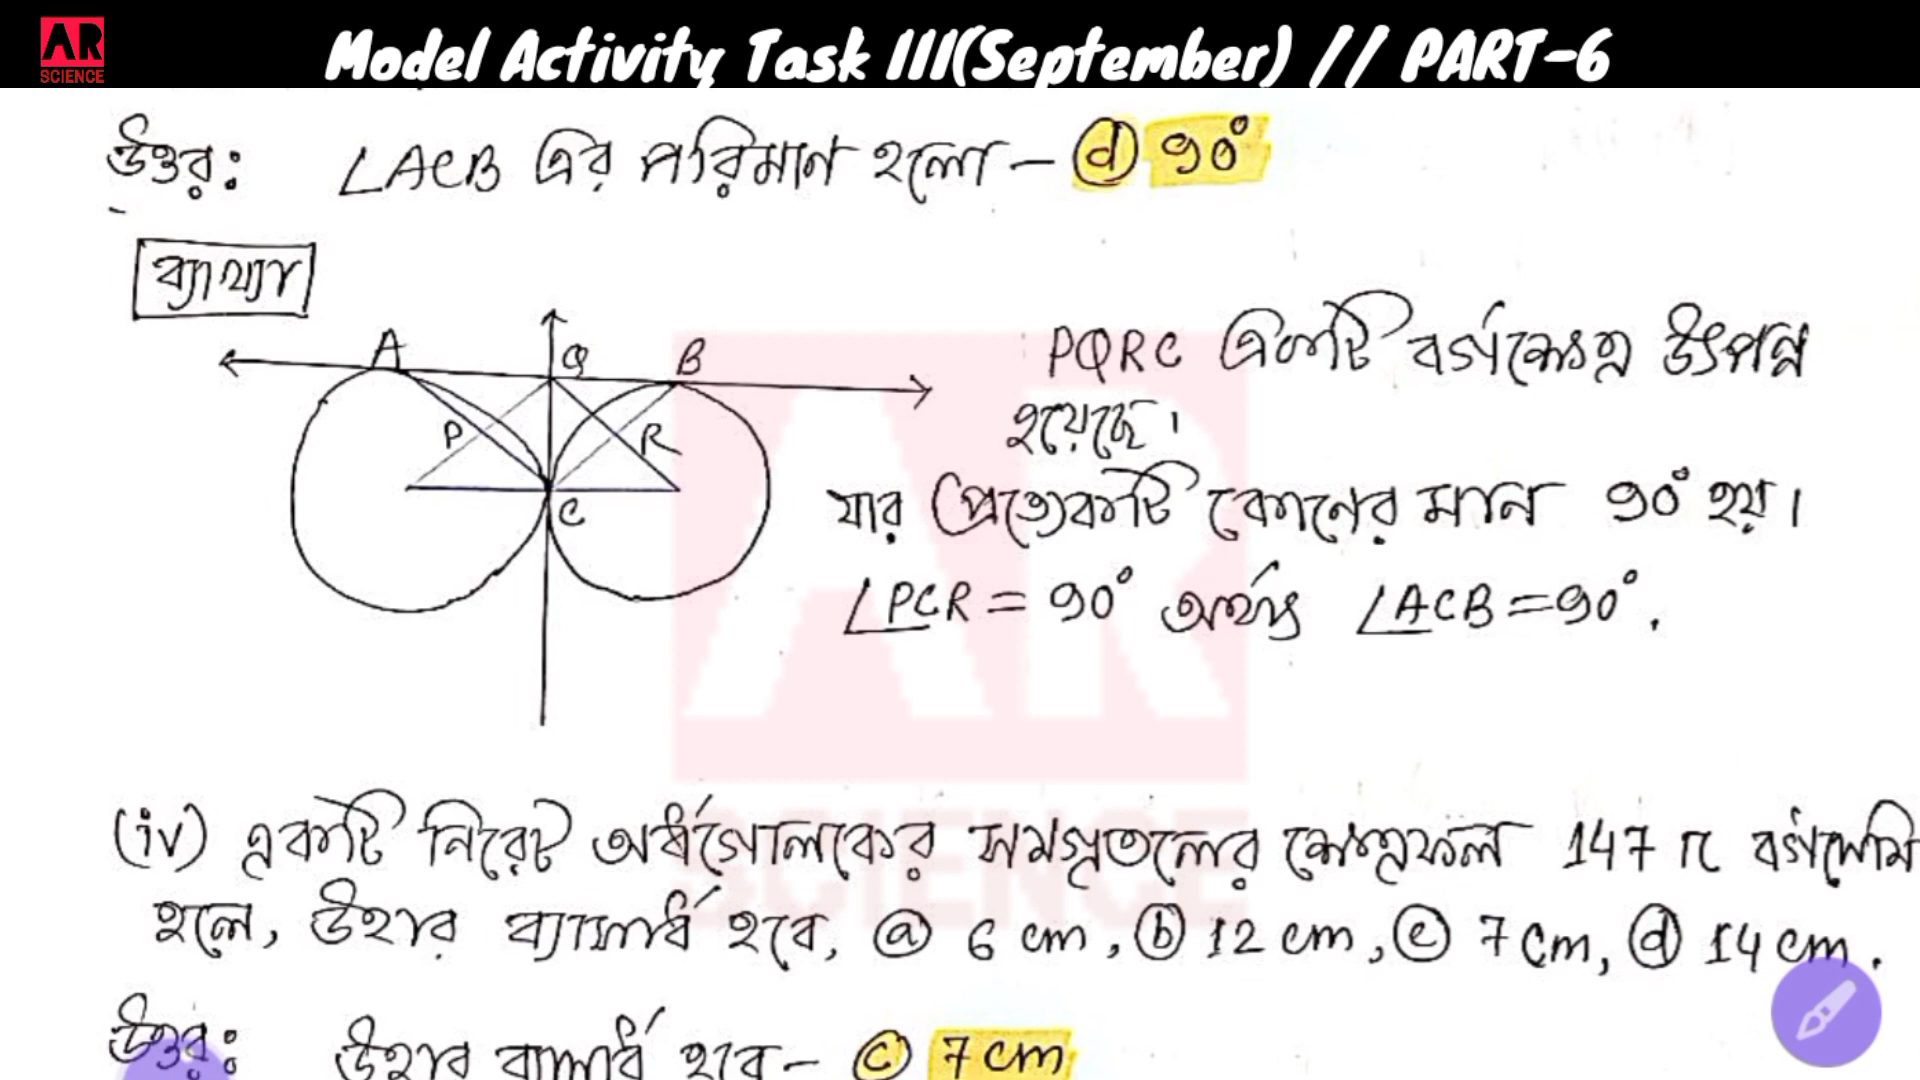 AR
SCIENCE
Model Activity Task III(September) // PART-6
উত্তর: ∠ACB এর পরিমান হলো - ⓓ 90°
ব্যাখ্যা
A
Q
B
P
R
C
PQRC একটি বর্গক্ষেত্র উৎপন্ন
হয়েছে।
যার প্রত্যেকটি কোনের মান 90° হয়।
∠PCR = 90° অর্থাৎ ∠ACB = 90°.
AR
SCIENCE
(iv) একটি নিরেট অর্ধগোলকের সমগ্রতলের ক্ষেত্রফল 147 π বর্গসেমি
হলে, উহার ব্যাসার্ধ হবে, ⓐ 6 cm, ⓑ 12 cm, ⓒ 7 cm, ⓓ 14 cm.
উত্তর: উহার ব্যাসার্ধ হবে - ⓒ 7 cm